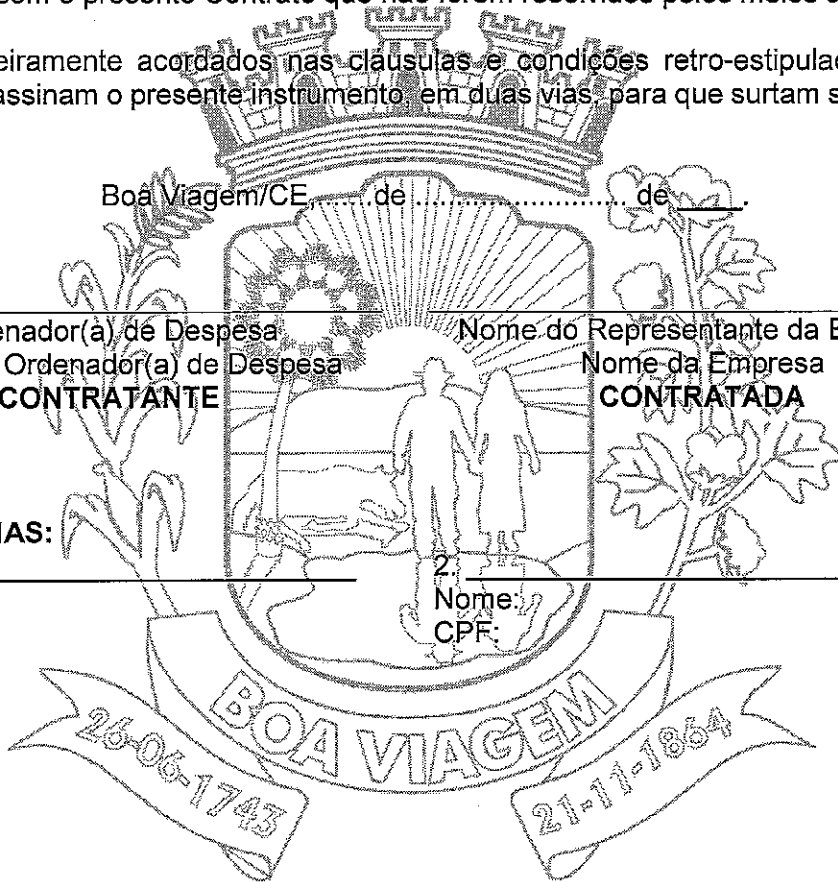 com o presente Contrato que não forem resolvidos pelos meios
eiramente acordados nas cláusulas e condições retro-estipulad
assinam o presente instrumento, em duas vias, para que surtam s
Boa Viagem/CE,.......de ........................... de _____.
enador(a) de Despesa
Ordenador(a) de Despesa
CONTRATANTE
Nome do Representante da E
Nome da Empresa
CONTRATADA
IAS:
2.
Nome:
CPF:
BOA VIAGEM
26-06-1743
21-11-1864